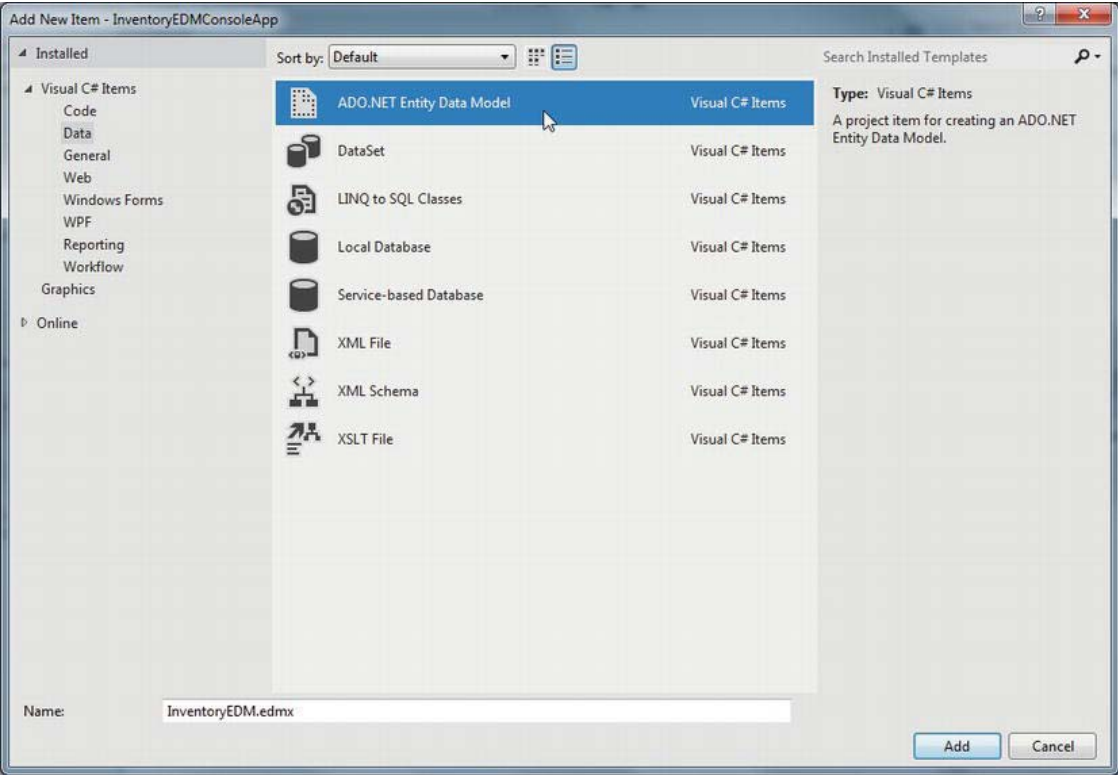 Add New Item - InventoryEDMConsoleApp
Installed
Sort by: Default
Search Installed Templates
Visual C# Items
Code
Data
General
Web
Windows Forms
WPF
Reporting
Workflow
Graphics
Online
ADO.NET Entity Data Model Visual C# Items
DataSet Visual C# Items
LINQ to SQL Classes Visual C# Items
Local Database Visual C# Items
Service-based Database Visual C# Items
XML File Visual C# Items
XML Schema Visual C# Items
XSLT File Visual C# Items
Type: Visual C# Items
A project item for creating an ADO.NET
Entity Data Model.
Name: InventoryEDM.edmx
Add Cancel